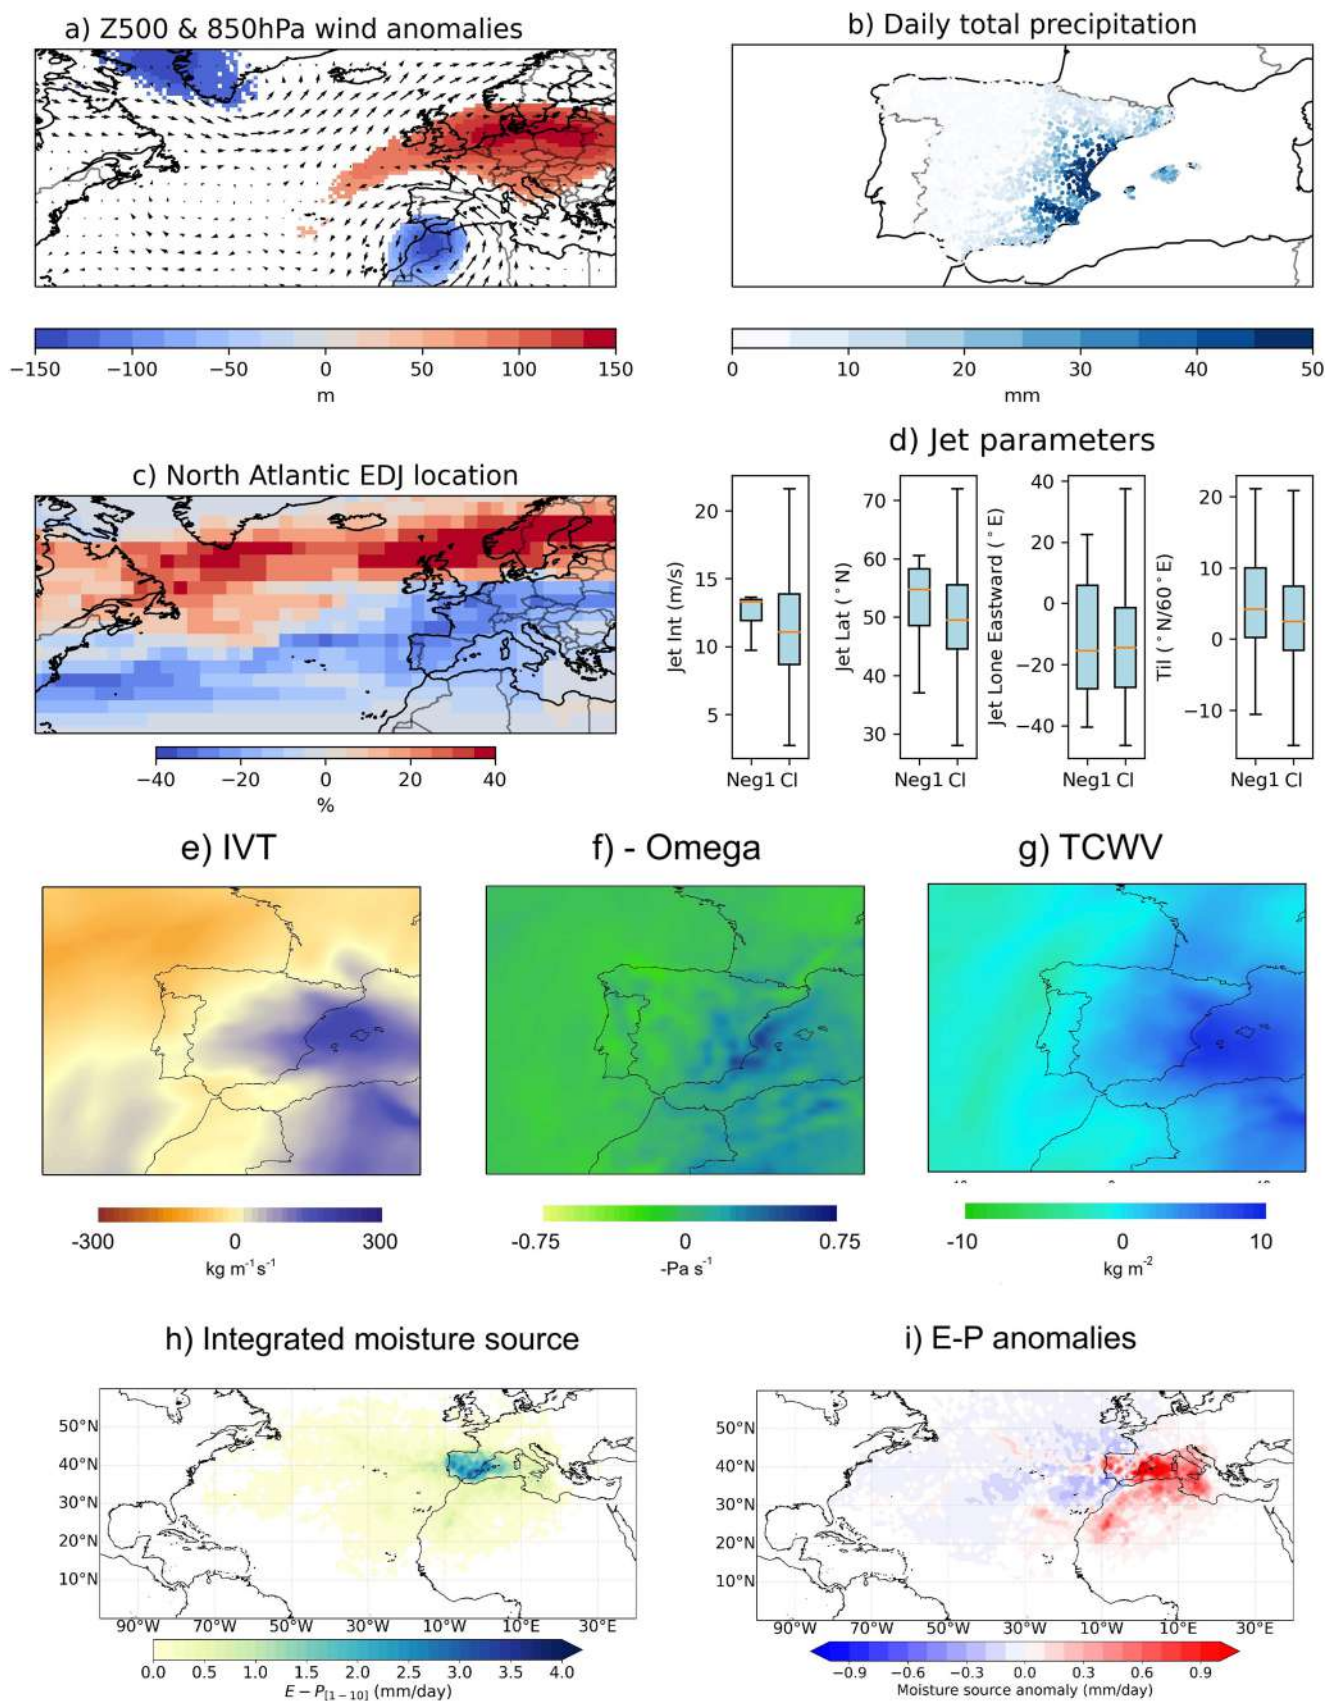 a) Z500 & 850hPa wind anomalies
b) Daily total precipitation
−150 −100 −50 0 50 100 150
m
0 10 20 30 40 50
mm
c) North Atlantic EDJ location
−40 −20 0 20 40
%
d) Jet parameters
Jet Int (m/s)
20
15
10
5
Neg1 Cl
Jet Lat ( ° N)
70
60
50
40
30
Neg1 Cl
Jet Lone Eastward ( ° E)
40
20
0
−20
−40
Neg1 Cl
Til ( ° N/60 ° E)
20
10
0
−10
Neg1 Cl
e) IVT
f) - Omega
g) TCWV
-300 0 300
kg m⁻¹s⁻¹
-0.75 0 0.75
-Pa s⁻¹
-10 0 10
kg m⁻²
h) Integrated moisture source
50°N
40°N
30°N
20°N
10°N
90°W 70°W 50°W 30°W 10°W 10°E 30°E
0.0 0.5 1.0 1.5 2.0 2.5 3.0 3.5 4.0
E − P[1−10] (mm/day)
i) E-P anomalies
50°N
40°N
30°N
20°N
10°N
90°W 70°W 50°W 30°W 10°W 10°E 30°E
−0.9 −0.6 −0.3 0.0 0.3 0.6 0.9
Moisture source anomaly (mm/day)